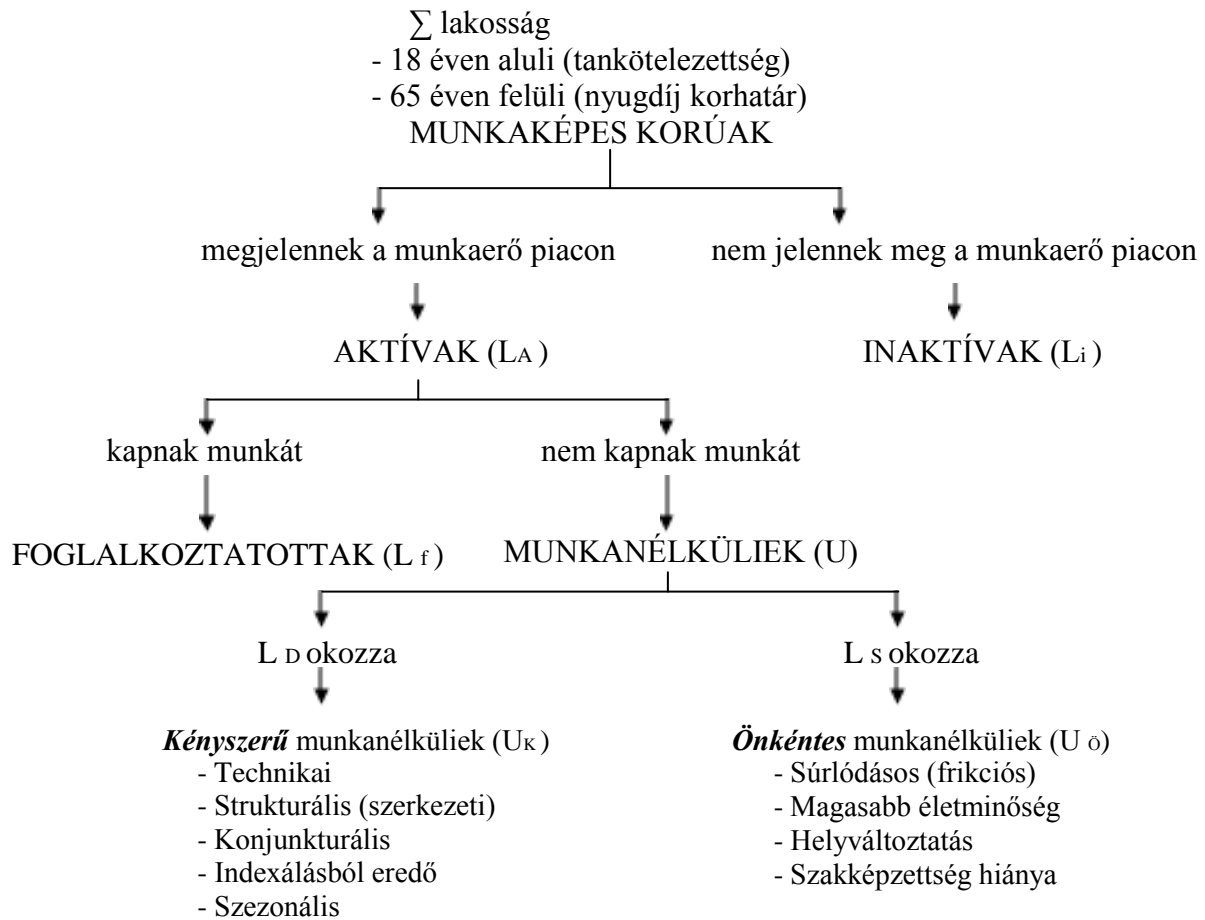 ∑ lakosság
- 18 éven aluli (tankötelezettség)
- 65 éven felüli (nyugdíj korhatár)
MUNKAKÉPES KORÚAK
megjelennek a munkaerő piacon
nem jelennek meg a munkaerő piacon
AKTÍVAK (LA )
INAKTÍVAK (Li )
kapnak munkát
nem kapnak munkát
FOGLALKOZTATOTTAK (L f )
MUNKANÉLKÜLIEK (U)
L D okozza
L S okozza
Kényszerű munkanélküliek (UK )
- Technikai
- Strukturális (szerkezeti)
- Konjunkturális
- Indexálásból eredő
- Szezonális
Önkéntes munkanélküliek (U ö)
- Súrlódásos (frikciós)
- Magasabb életminőség
- Helyváltoztatás
- Szakképzettség hiánya